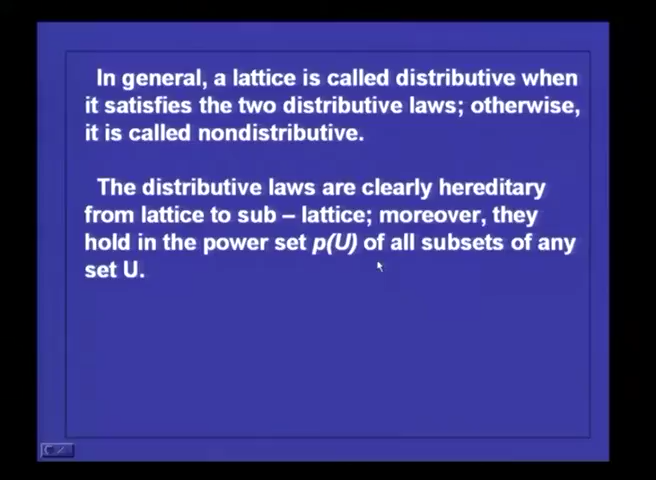 In general, a lattice is called distributive when
it satisfies the two distributive laws; otherwise,
it is called nondistributive.
The distributive laws are clearly hereditary
from lattice to sub – lattice; moreover, they
hold in the power set p(U) of all subsets of any
set U.